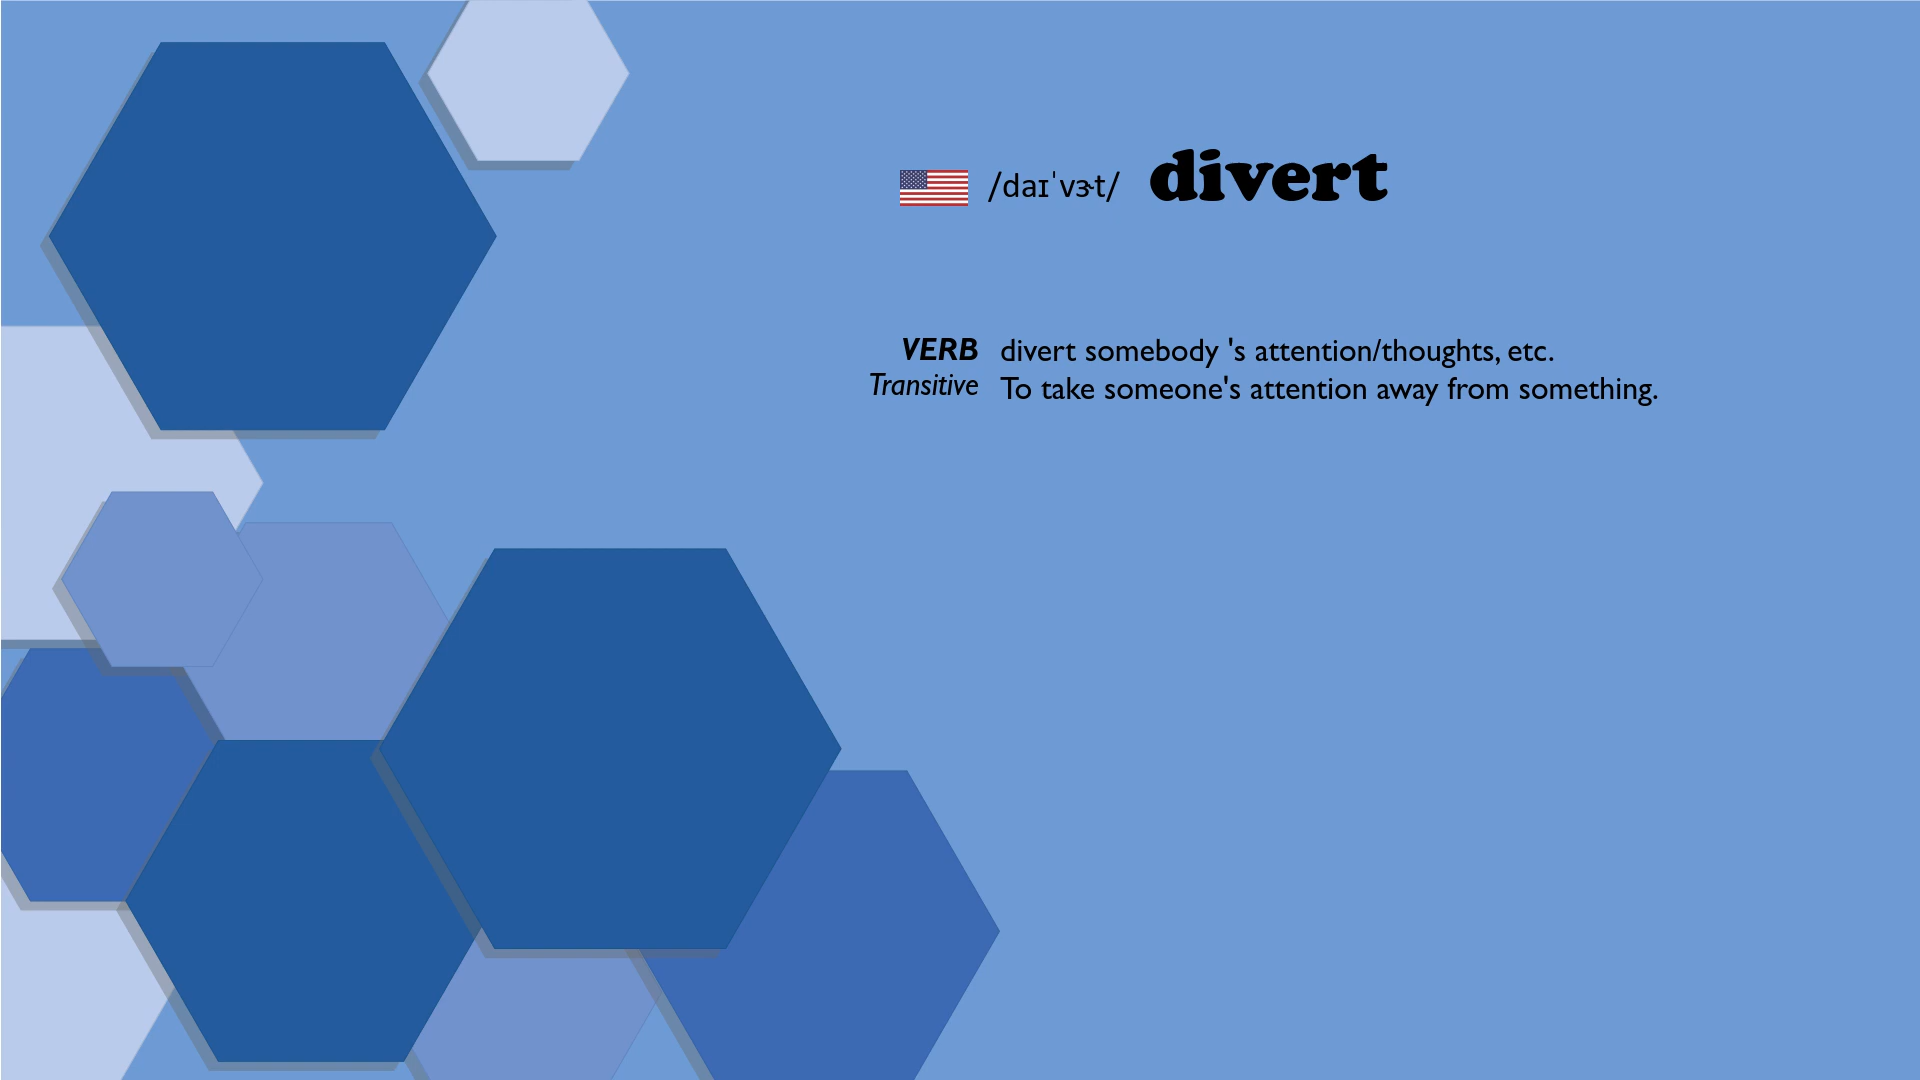 /daɪˈvɝt/ divert
VERB divert somebody 's attention/thoughts, etc.
Transitive To take someone's attention away from something.